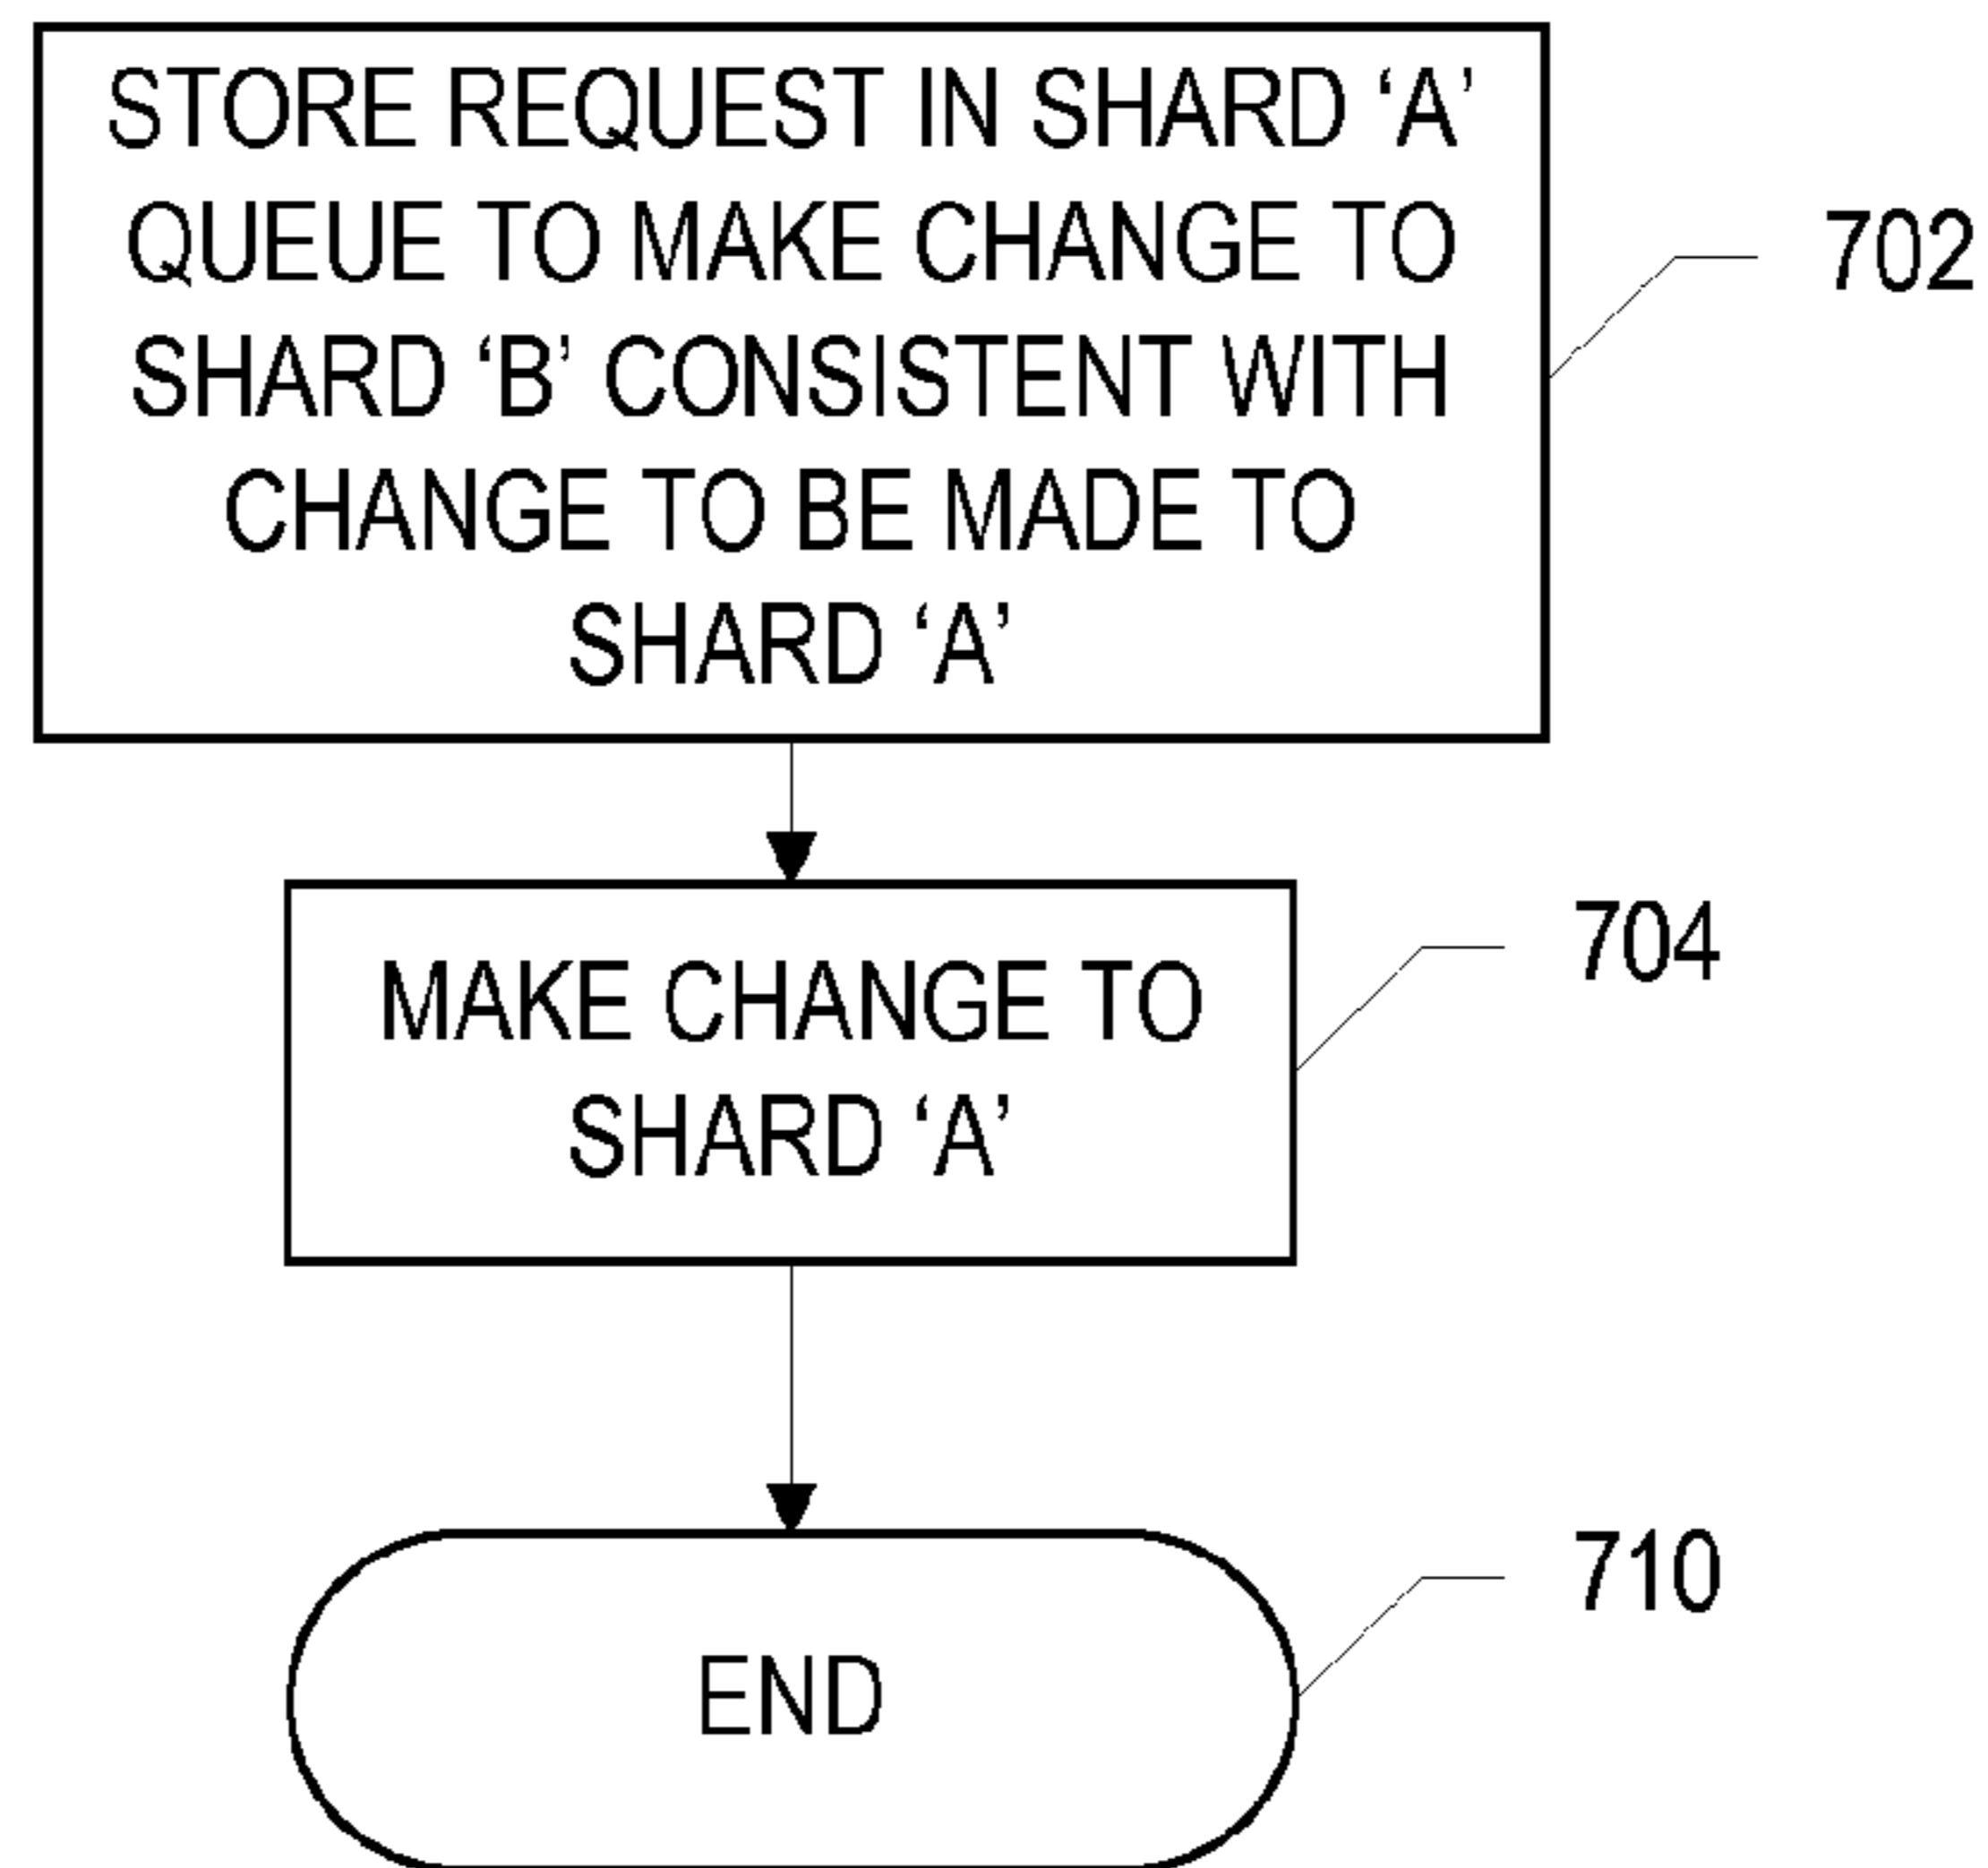 STORE REQUEST IN SHARD ‘A’
QUEUE TO MAKE CHANGE TO
SHARD ‘B’ CONSISTENT WITH
CHANGE TO BE MADE TO
SHARD ‘A’
702
MAKE CHANGE TO
SHARD ‘A’
704
END
710